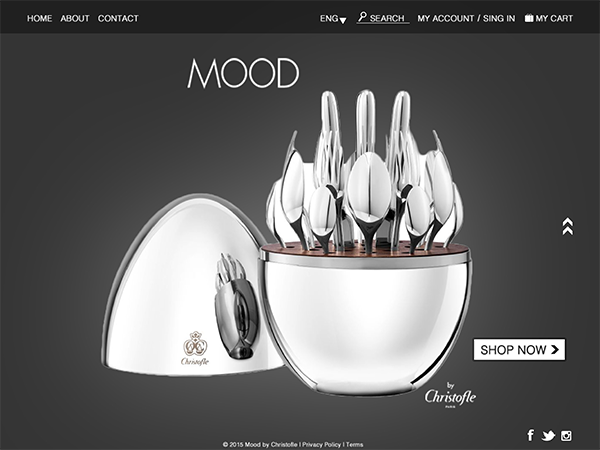 HOME ABOUT CONTACT ENG SEARCH MY ACCOUNT / SING IN MY CART
MOOD
Christofle
SHOP NOW
by
Christofle
PARIS
© 2015 Mood by Christofle | Privacy Policy | Terms